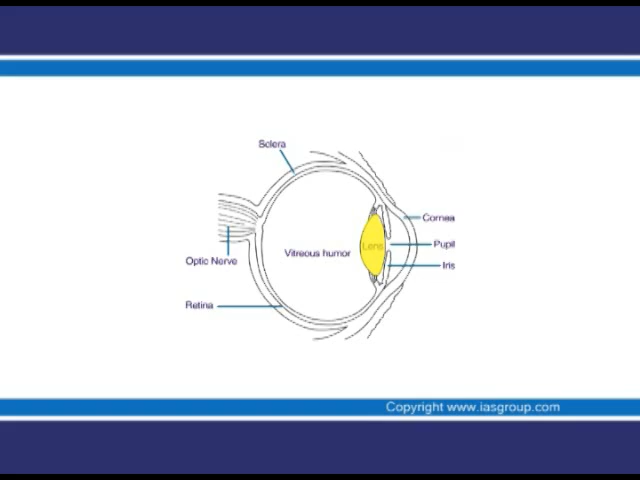 Sclera
Cornea
Lens
Pupil
Vitreous humor
Optic Nerve
Iris
Retina
Copyright www.iasgroup.com